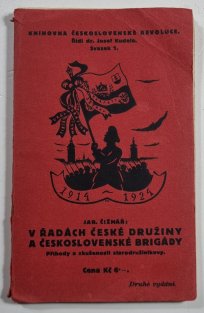 KNIHOVNA ČESKOSLOVENSKÉ REVOLUCE.
Řídí dr. Josef Kudela.
Svazek 1.
1914 - 1924
JAR. ČIŽMÁŘ:
V ŘADÁCH ČESKÉ DRUŽINY
A ČESKOSLOVENSKÉ BRIGÁDY
Příhody a zkušenosti starodružiníkovy.
Cena Kč 6·--.
Druhé vydání.